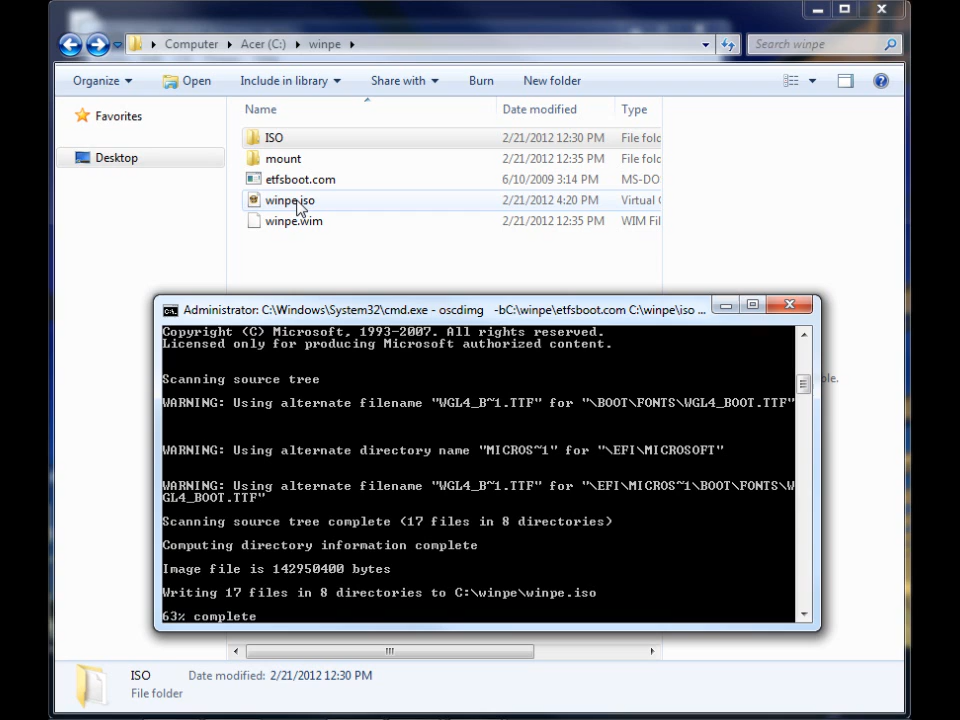 Computer Acer (C:) winpe
Search winpe
Organize Open Include in library Share with Burn New folder
Name Date modified Type
Favorites
Desktop
ISO 2/21/2012 12:30 PM File fold
mount 2/21/2012 12:35 PM File fold
etfsboot.com 6/10/2009 3:14 PM MS-DO
winpe.iso 2/21/2012 4:20 PM Virtual
winpe.wim 2/21/2012 12:35 PM WIM Fil
ble.
Administrator: C:\Windows\System32\cmd.exe - oscdimg -bC:\winpe\etfsboot.com C:\winpe\iso ...
Copyright (C) Microsoft, 1993-2007. All rights reserved.
Licensed only for producing Microsoft authorized content.
Scanning source tree
WARNING: Using alternate filename "WGL4_B~1.TTF" for "\BOOT\FONTS\WGL4_BOOT.TTF"
WARNING: Using alternate directory name "MICROS~1" for "\EFI\MICROSOFT"
WARNING: Using alternate filename "WGL4_B~1.TTF" for "\EFI\MICROS~1\BOOT\FONTS\W
GL4_BOOT.TTF"
Scanning source tree complete (17 files in 8 directories)
Computing directory information complete
Image file is 142950400 bytes
Writing 17 files in 8 directories to C:\winpe\winpe.iso
63% complete
ISO Date modified: 2/21/2012 12:30 PM
File folder